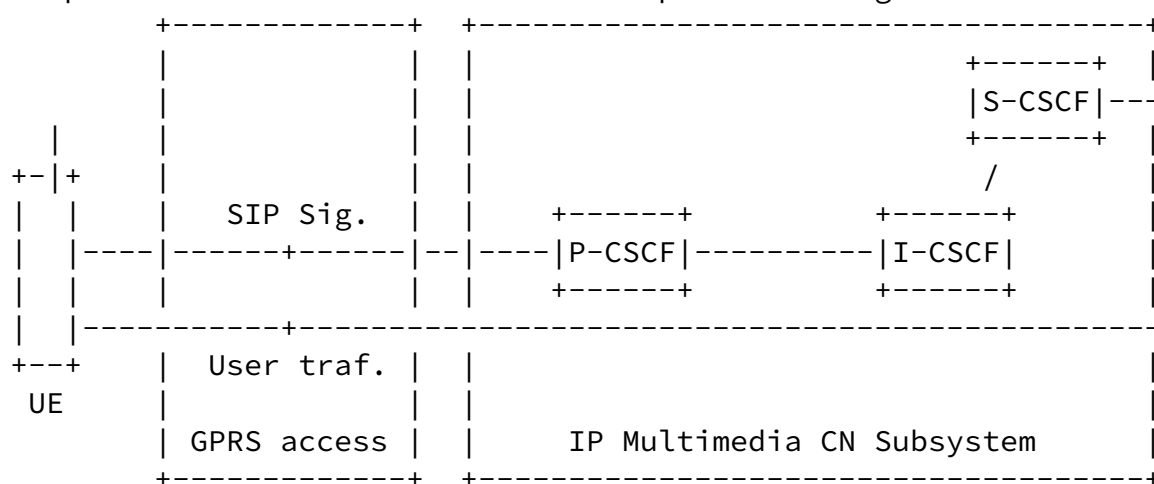 S-CSCF
SIP Sig.
P-CSCF I-CSCF
User traf.
UE
GPRS access IP Multimedia CN Subsystem